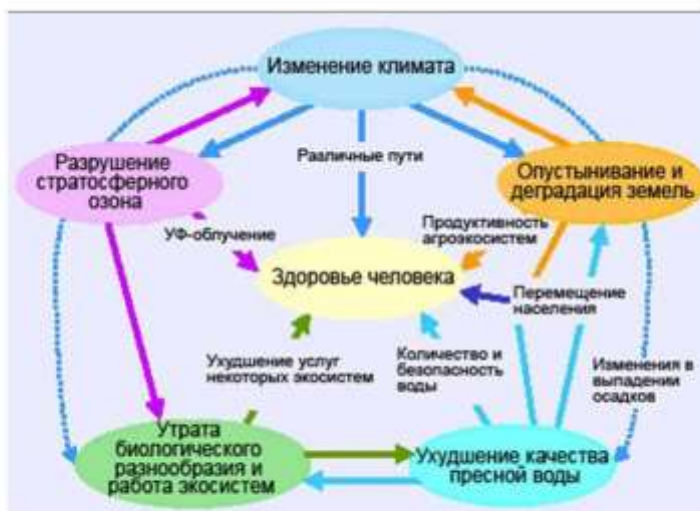 Изменение климата
Разрушение
стратосферного
озона
Различные пути
Опустынивание и
деградация земель
УФ-облучение
Продуктивность
агроэкосистем
Здоровье человека
Перемещение
населения
Ухудшение услуг
некоторых экосистем
Количество и
безопасность
воды
Изменения в
выпадении
осадков
Утрата
биологического
разнообразия и
работа экосистем
Ухудшение качества
пресной воды